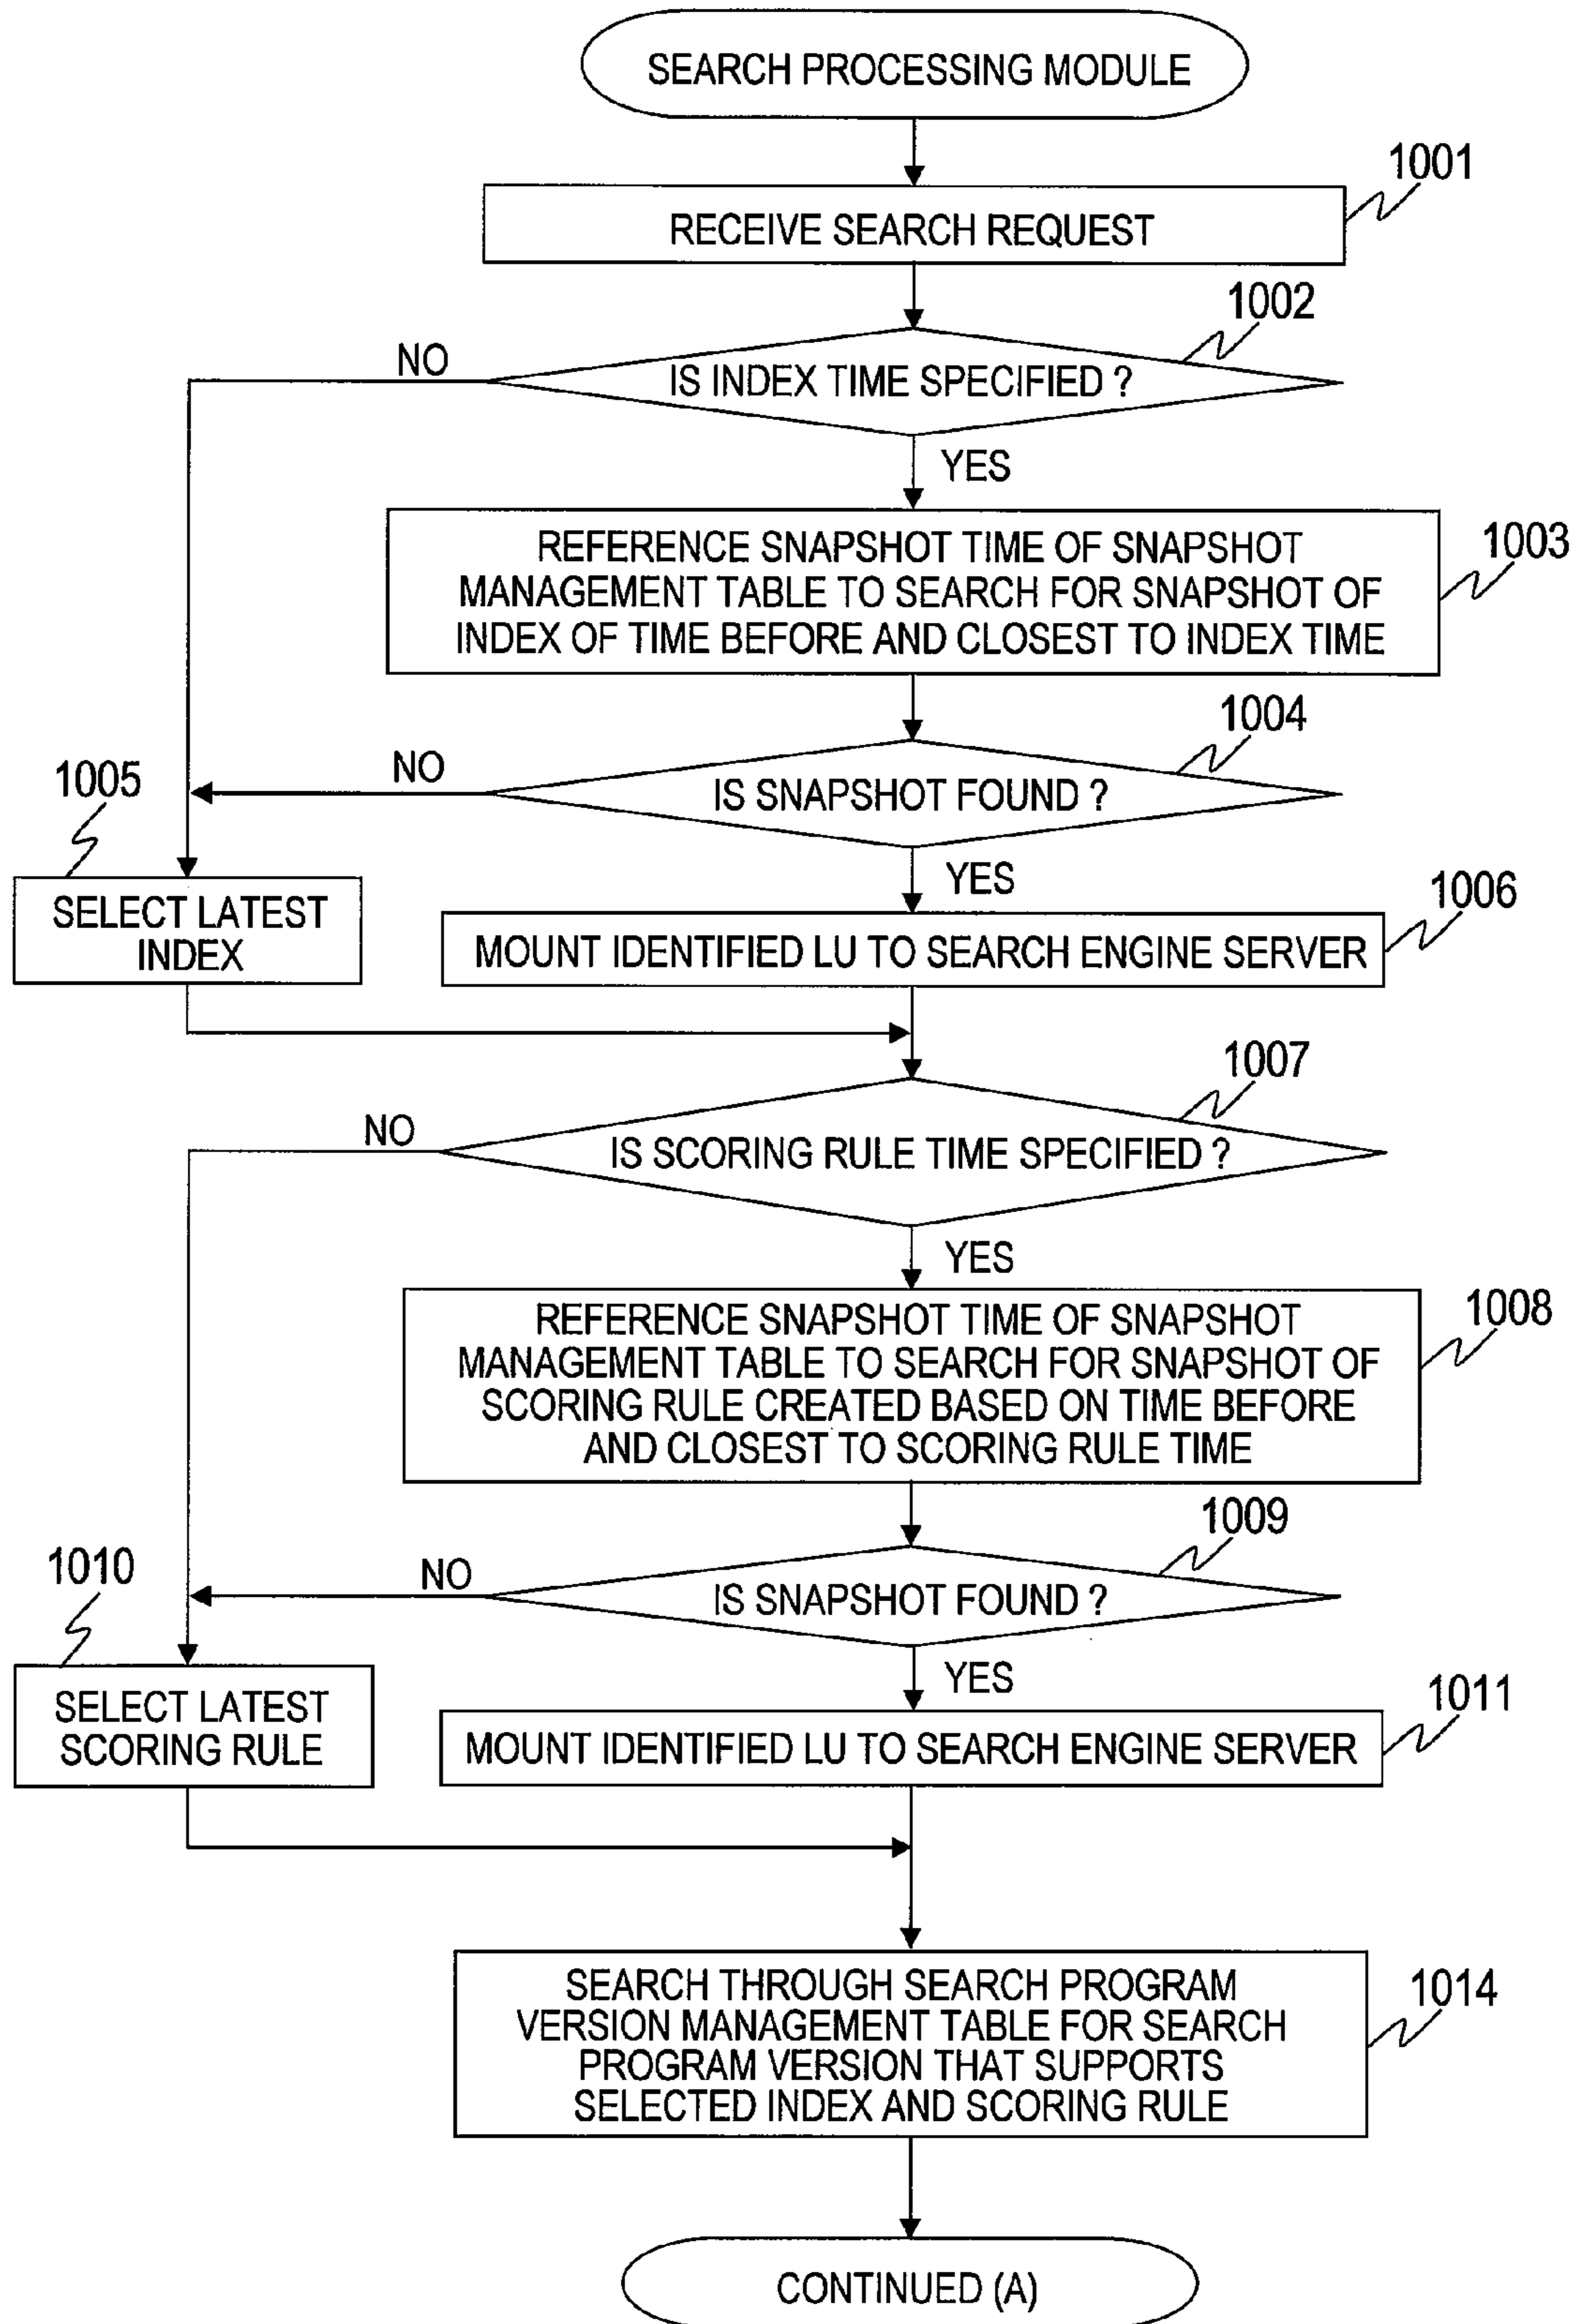 SEARCH PROCESSING MODULE
1001
RECEIVE SEARCH REQUEST
1002
NO
IS INDEX TIME SPECIFIED ?
YES
1003
REFERENCE SNAPSHOT TIME OF SNAPSHOT
MANAGEMENT TABLE TO SEARCH FOR SNAPSHOT OF
INDEX OF TIME BEFORE AND CLOSEST TO INDEX TIME
1004
NO
IS SNAPSHOT FOUND ?
1005
YES
SELECT LATEST
INDEX
1006
MOUNT IDENTIFIED LU TO SEARCH ENGINE SERVER
1007
NO
IS SCORING RULE TIME SPECIFIED ?
YES
1008
REFERENCE SNAPSHOT TIME OF SNAPSHOT
MANAGEMENT TABLE TO SEARCH FOR SNAPSHOT OF
SCORING RULE CREATED BASED ON TIME BEFORE
AND CLOSEST TO SCORING RULE TIME
1009
NO
IS SNAPSHOT FOUND ?
1010
YES
SELECT LATEST
SCORING RULE
1011
MOUNT IDENTIFIED LU TO SEARCH ENGINE SERVER
1014
SEARCH THROUGH SEARCH PROGRAM
VERSION MANAGEMENT TABLE FOR SEARCH
PROGRAM VERSION THAT SUPPORTS
SELECTED INDEX AND SCORING RULE
CONTINUED (A)